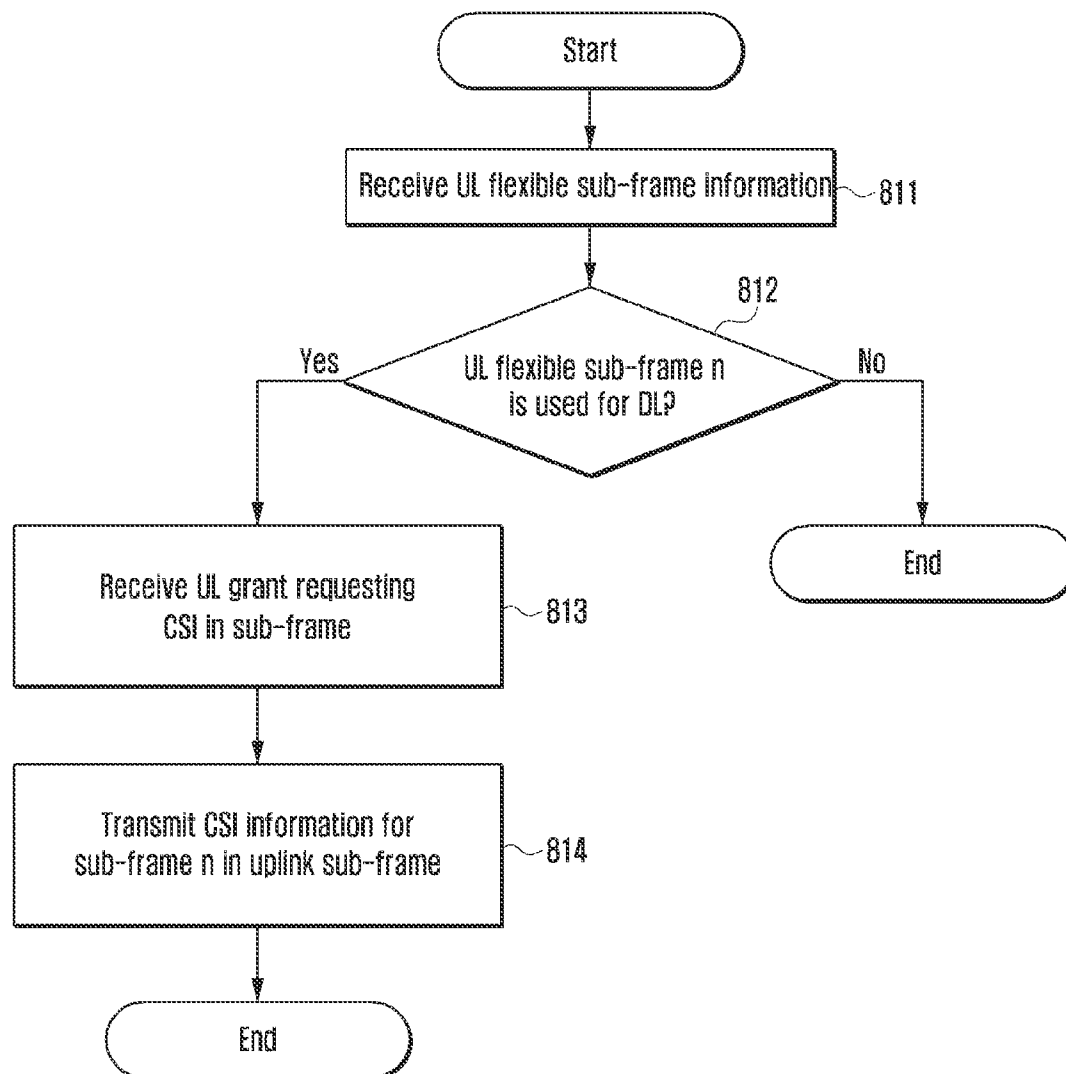 Start
Receive UL flexible sub-frame information
811
812
Yes
UL flexible sub-frame n
is used for DL?
No
Receive UL grant requesting
CSI in sub-frame
813
End
Transmit CSI information for
sub-frame n in uplink sub-frame
814
End